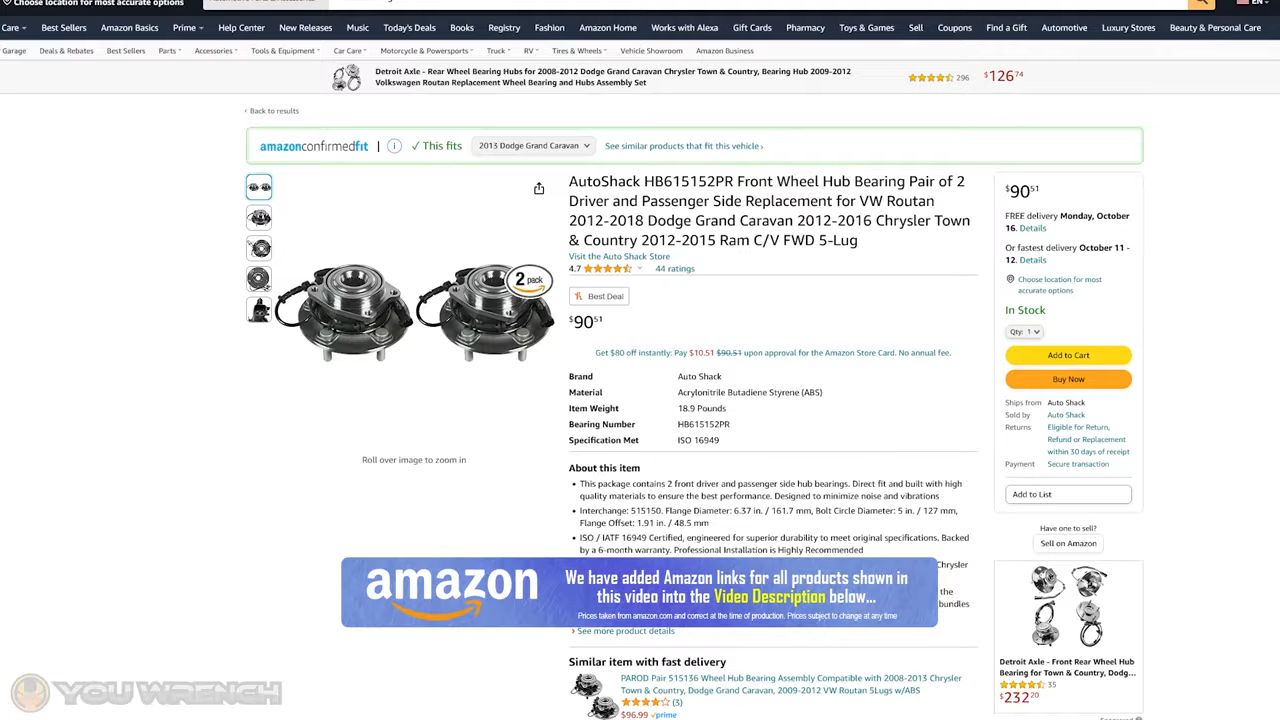 Choose location for most accurate options
EN
Care Best Sellers Amazon Basics Prime Help Center New Releases Music Today's Deals Books Registry Fashion Amazon Home Works with Alexa Gift Cards Pharmacy Toys & Games Sell Coupons Find a Gift Automotive Luxury Stores Beauty & Personal Care
Garage Deals & Rebates Best Sellers Parts Accessories Tools & Equipment Car Care Motorcycle & Powersports Truck RV Tires & Wheels Vehicle Showroom Amazon Business
Detroit Axle - Rear Wheel Bearing Hubs for 2008-2012 Dodge Grand Caravan Chrysler Town & Country, Bearing Hub 2009-2012
Volkswagen Routan Replacement Wheel Bearing and Hubs Assembly Set
296 $126 74
‹ Back to results
amazonconfirmedfit | i ✓ This fits 2013 Dodge Grand Caravan See similar products that fit this vehicle ›
AutoShack HB615152PR Front Wheel Hub Bearing Pair of 2
Driver and Passenger Side Replacement for VW Routan
2012-2018 Dodge Grand Caravan 2012-2016 Chrysler Town
& Country 2012-2015 Ram C/V FWD 5-Lug
Visit the Auto Shack Store
4.7 44 ratings
2 pack
Best Deal
$90 51
Get $80 off instantly: Pay $10.51 $90.51 upon approval for the Amazon Store Card. No annual fee.
Brand Auto Shack
Material Acrylonitrile Butadiene Styrene (ABS)
Item Weight 18.9 Pounds
Bearing Number HB615152PR
Specification Met ISO 16949
Roll over image to zoom in
About this item
• This package contains 2 front driver and passenger side hub bearings. Direct fit and built with high
quality materials to ensure the best performance. Designed to minimize noise and vibrations
• Interchange: 515150. Flange Diameter: 6.37 in. / 161.7 mm, Bolt Circle Diameter: 5 in. / 127 mm,
Flange Offset: 1.91 in / 48.5 mm
• ISO / IATF 16949 Certified, engineered for superior durability to meet original specifications. Backed
by a 6-month warranty. Professional Installation is Highly Recommended
Chrysler
the
bundles
› See more product details
amazon
We have added Amazon links for all products shown in
this video into the Video Description below...
Prices taken from amazon.com and correct at the time of production. Prices subject to change at any time
Similar item with fast delivery
PAROD Pair 515136 Wheel Hub Bearing Assembly Compatible with 2008-2013 Chrysler
Town & Country, Dodge Grand Caravan, 2009-2012 VW Routan 5Lugs w/ABS
(3)
$96.99 ✓prime
$90 51
FREE delivery Monday, October
16. Details
Or fastest delivery October 11 -
12. Details
Choose location for most
accurate options
In Stock
Qty: 1
Add to Cart
Buy Now
Ships from Auto Shack
Sold by Auto Shack
Returns Eligible for Return,
Refund or Replacement
within 30 days of receipt
Payment Secure transaction
Add to List
Have one to sell?
Sell on Amazon
Detroit Axle - Front Rear Wheel Hub
Bearing for Town & Country, Dodg...
35
$232 20
YOU WRENCH